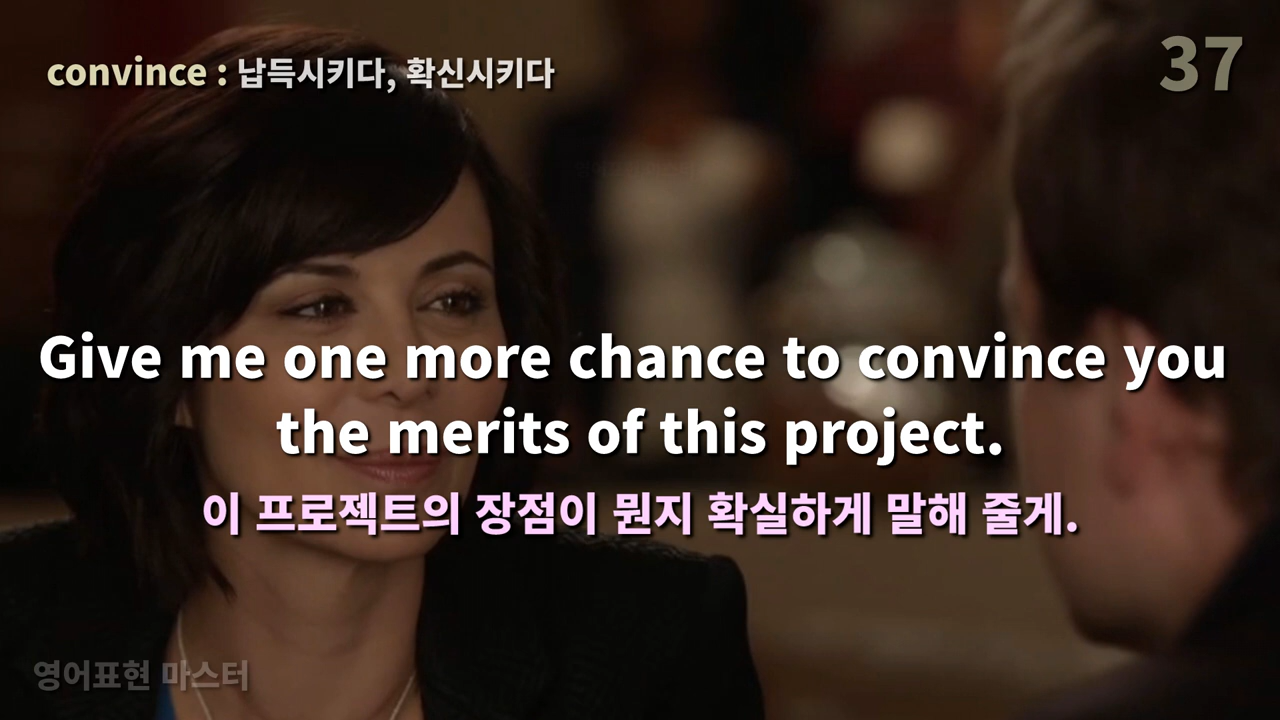 convince : 납득시키다, 확신시키다
37
Give me one more chance to convince you
the merits of this project.
이 프로젝트의 장점이 뭔지 확실하게 말해 줄게.
영어표현 마스터